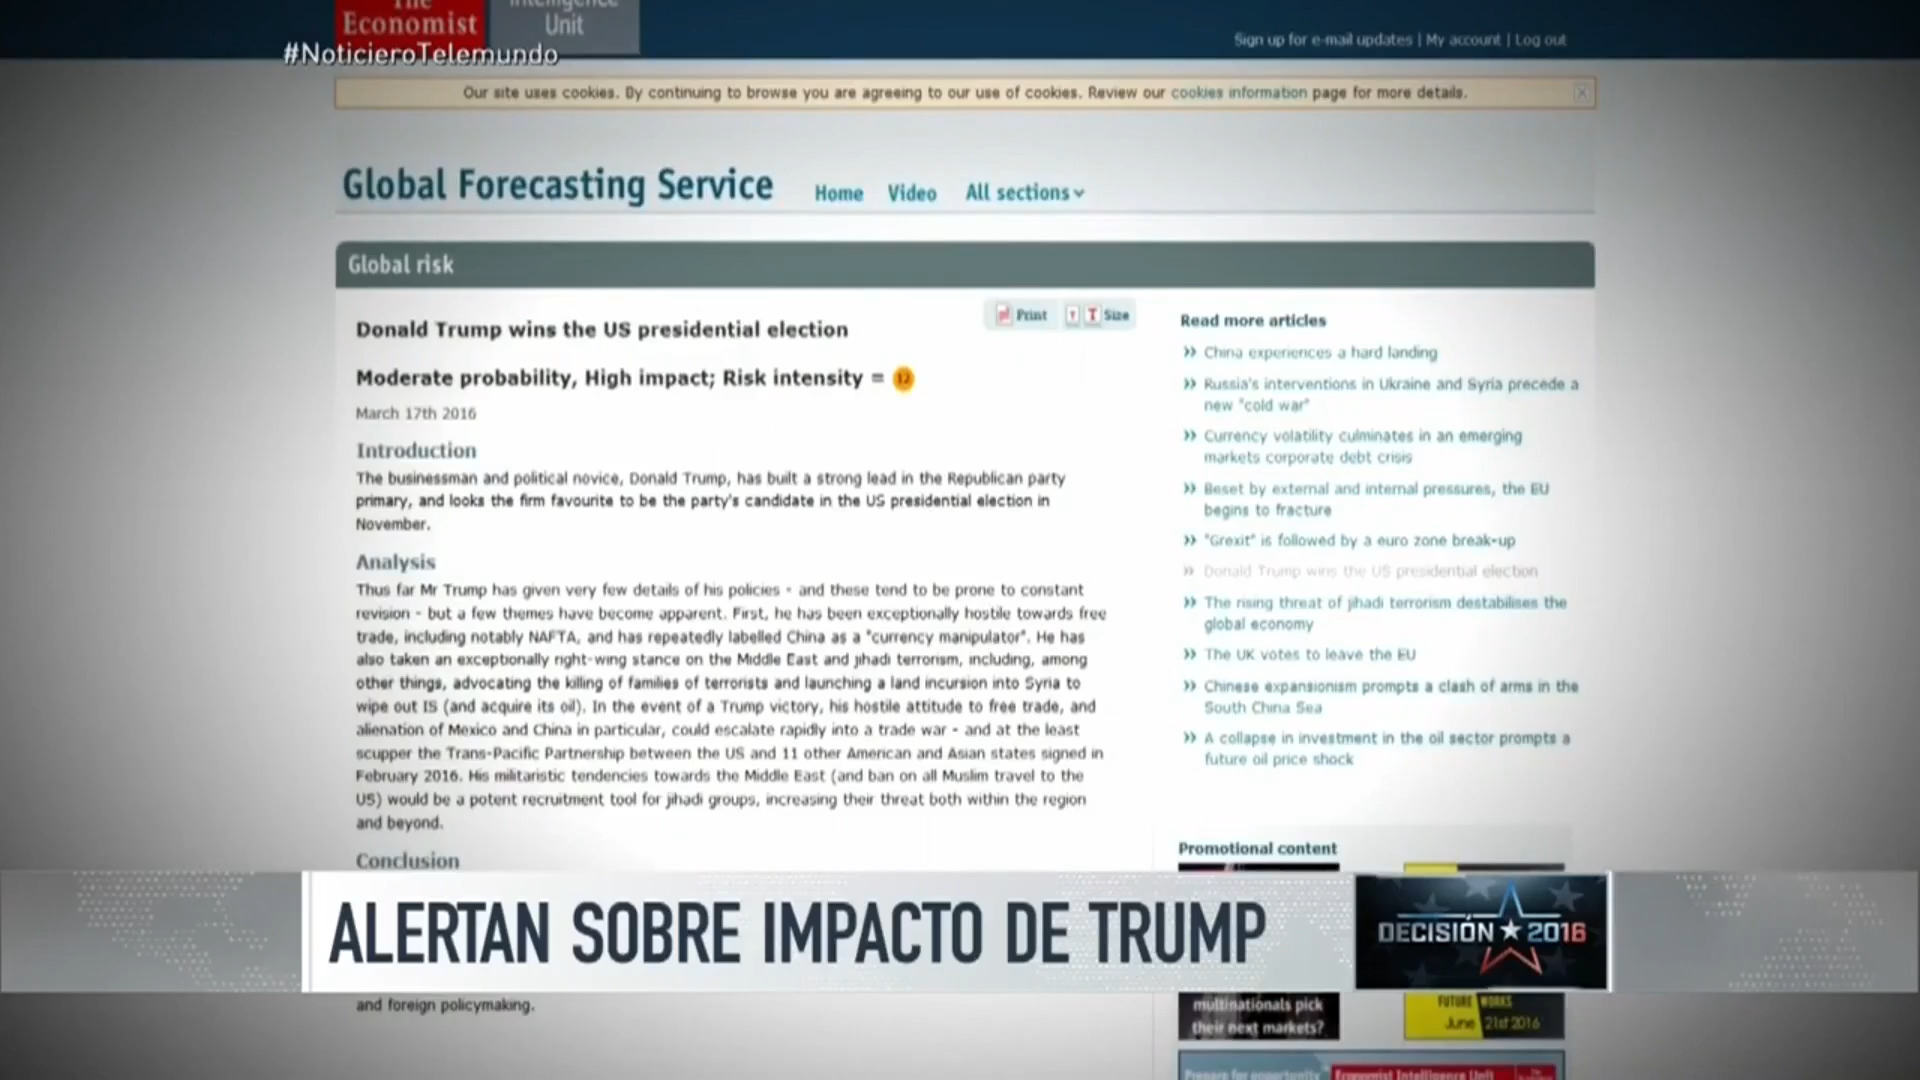 The
Economist
Intelligence
Unit
#NoticieroTelemundo
Sign up for e-mail updates | My account | Log out
Our site uses cookies. By continuing to browse you are agreeing to our use of cookies. Review our cookies information page for more details.
Global Forecasting Service
Home Video All sections
Global risk
Print Size
Donald Trump wins the US presidential election
Moderate probability, High impact; Risk intensity = 12
March 17th 2016
Introduction
The businessman and political novice, Donald Trump, has built a strong lead in the Republican party
primary, and looks the firm favourite to be the party's candidate in the US presidential election in
November.
Analysis
Thus far Mr Trump has given very few details of his policies - and these tend to be prone to constant
revision - but a few themes have become apparent. First, he has been exceptionally hostile towards free
trade, including notably NAFTA, and has repeatedly labelled China as a "currency manipulator". He has
also taken an exceptionally right-wing stance on the Middle East and jihadi terrorism, including, among
other things, advocating the killing of families of terrorists and launching a land incursion into Syria to
wipe out IS (and acquire its oil). In the event of a Trump victory, his hostile attitude to free trade, and
alienation of Mexico and China in particular, could escalate rapidly into a trade war - and at the least
scupper the Trans-Pacific Partnership between the US and 11 other American and Asian states signed in
February 2016. His militaristic tendencies towards the Middle East (and ban on all Muslim travel to the
US) would be a potent recruitment tool for jihadi groups, increasing their threat both within the region
and beyond.
Conclusion
and foreign policymaking.
Read more articles
China experiences a hard landing
Russia's interventions in Ukraine and Syria precede a
new "cold war"
Currency volatility culminates in an emerging
markets corporate debt crisis
Beset by external and internal pressures, the EU
begins to fracture
"Grexit" is followed by a euro zone break-up
Donald Trump wins the US presidential election
The rising threat of jihadi terrorism destabilises the
global economy
The UK votes to leave the EU
Chinese expansionism prompts a clash of arms in the
South China Sea
A collapse in investment in the oil sector prompts a
future oil price shock
Promotional content
multinationals pick
their next markets?
FUTURE WORKS
June 21st 2016
Prepare for opportunity
Economist Intelligence Unit
ALERTAN SOBRE IMPACTO DE TRUMP
DECISIÓN 2016